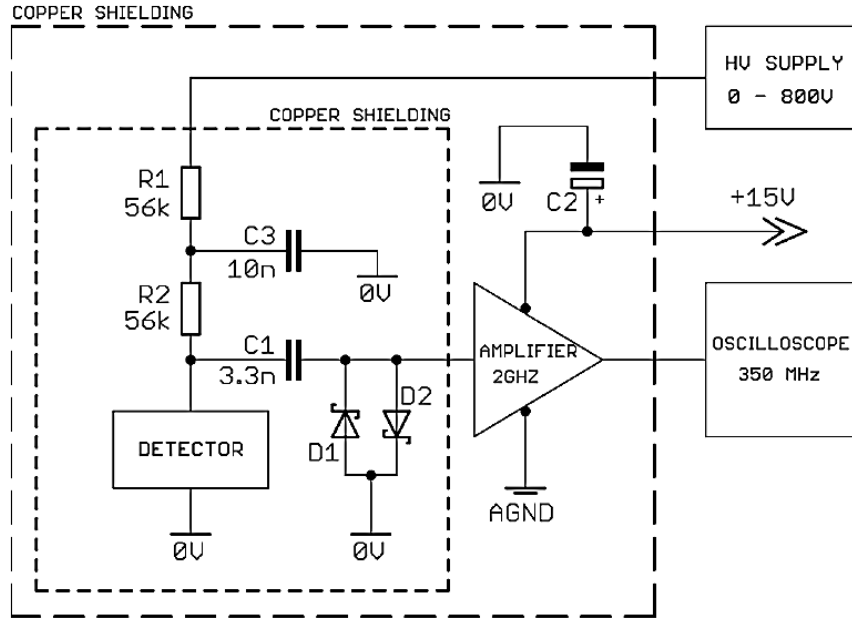 COPPER SHIELDING
HV SUPPLY
0 - 800V
COPPER SHIELDING
R1
56k
C3
10n
0V
0V
C2
+
+15V
R2
56k
C1
3.3n
AMPLIFIER
2GHZ
OSCILLOSCOPE
350 MHz
DETECTOR
D1
D2
0V
0V
AGND